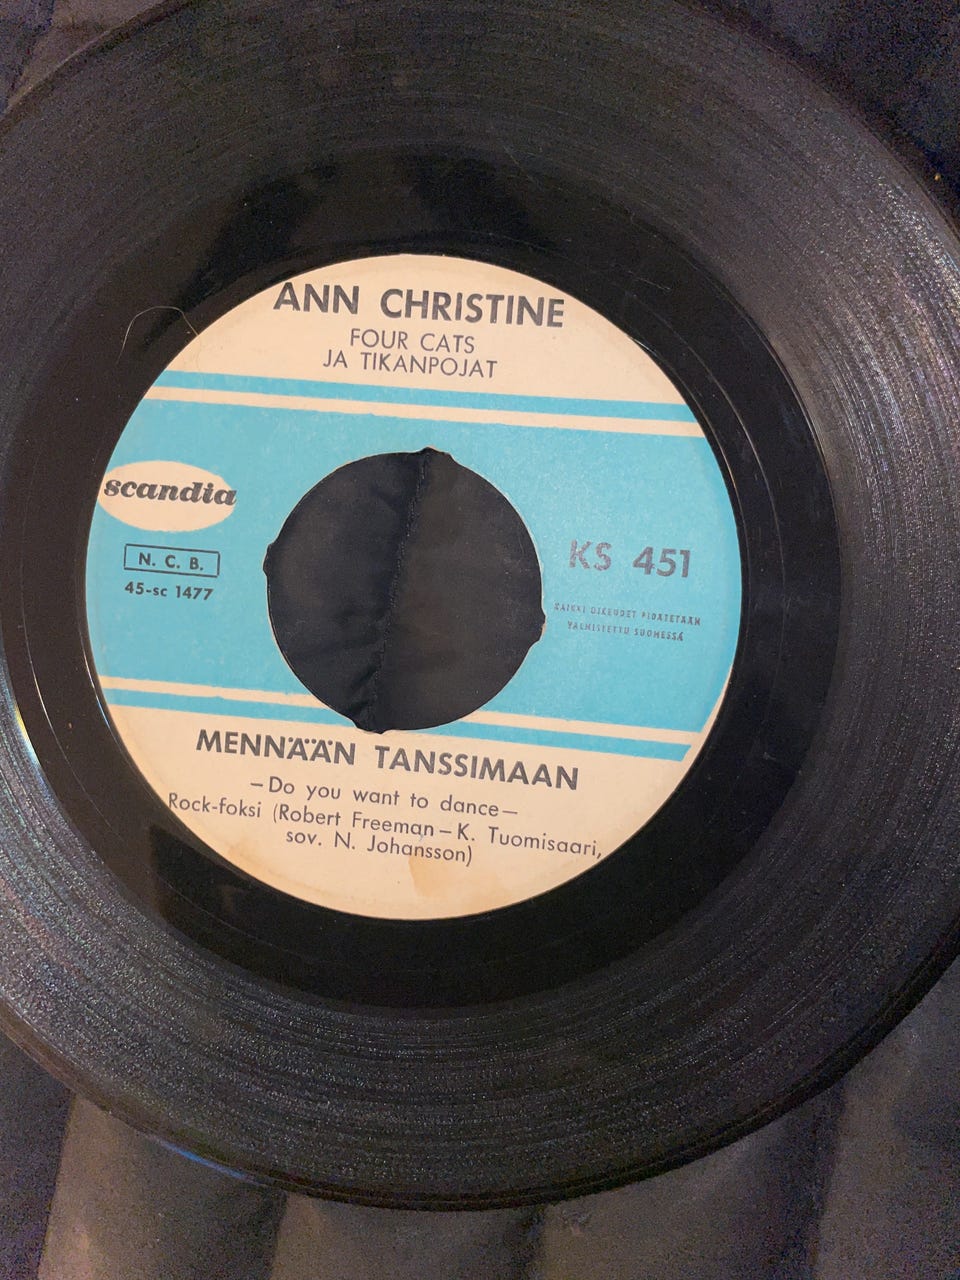 ANN CHRISTINE
FOUR CATS
JA TIKANPOJAT
scandia
N. C. B.
45-sc 1477
KS 451
KAIKKI OIKEUDET PIDÄTETÄÄN
VALMISTETTU SUOMESSA
MENNÄÄN TANSSIMAAN
—Do you want to dance—
Rock-foksi (Robert Freeman — K. Tuomisaari,
sov. N. Johansson)